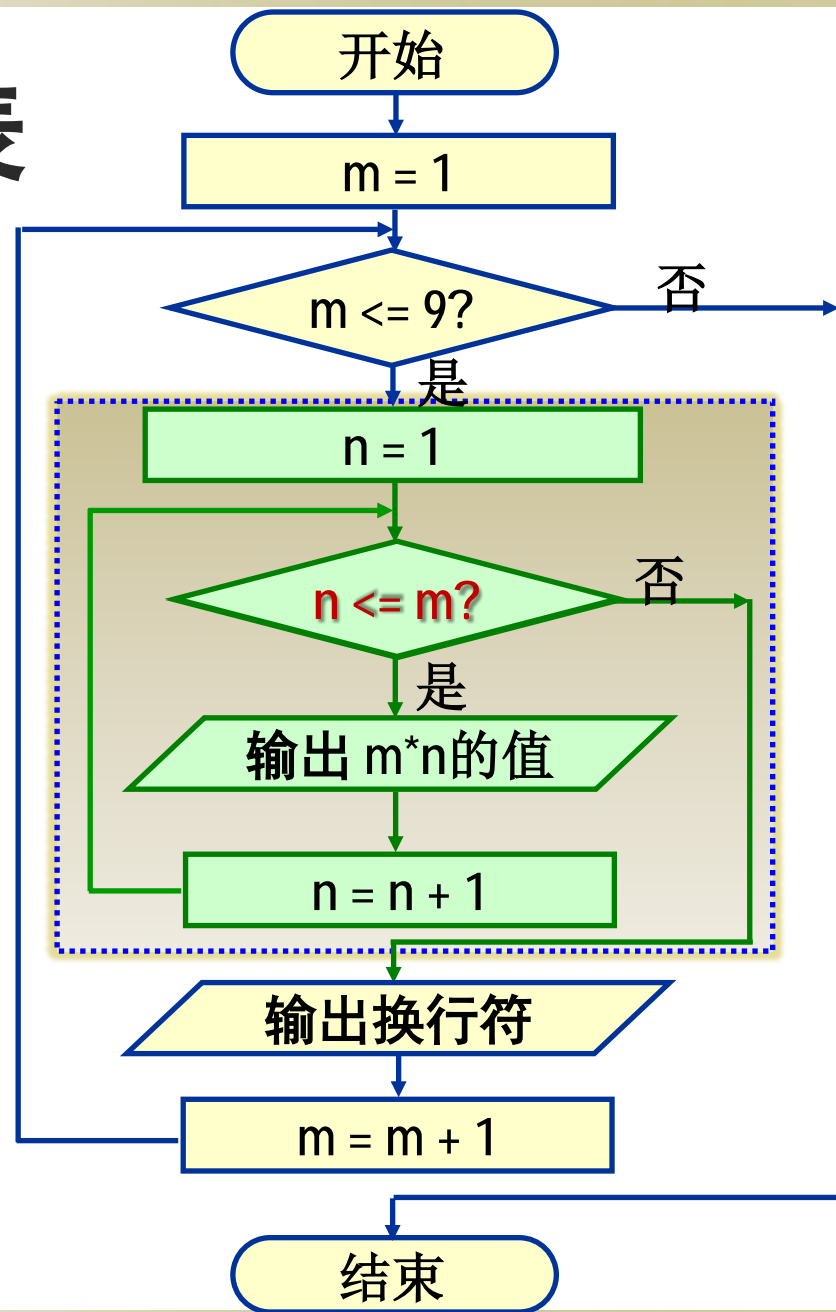 开始
表
m = 1
m <= 9?
否
是
n = 1
n <= m?
否
是
输出 m*n的值
n = n + 1
输出换行符
m = m + 1
结束